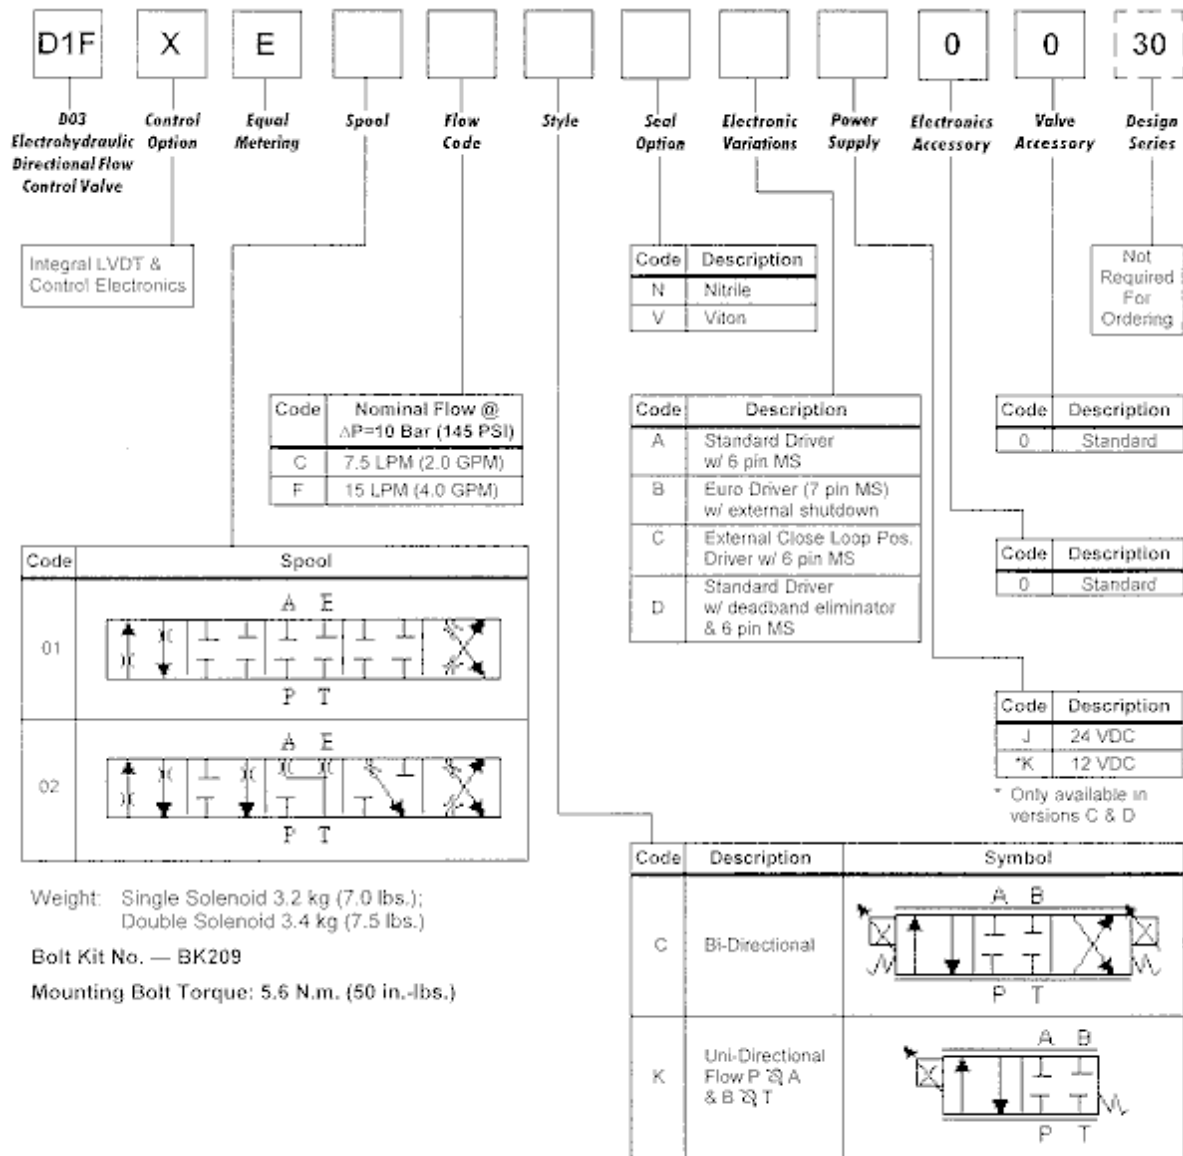 D1F X E 0 0 30
D03
Electrohydraulic
Directional Flow
Control Valve
Control
Option
Equal
Metering
Spool
Flow
Code
Style
Seal
Option
Electronic
Variations
Power
Supply
Electronics
Accessory
Valve
Accessory
Design
Series
Integral LVDT &
Control Electronics
Code Description
N Nitrile
V Viton
Not
Required
For
Ordering
Code Nominal Flow @
ΔP=10 Bar (145 PSI)
C 7.5 LPM (2.0 GPM)
F 15 LPM (4.0 GPM)
Code Description
A Standard Driver
w/ 6 pin MS
B Euro Driver (7 pin MS)
w/ external shutdown
C External Close Loop Pos.
Driver w/ 6 pin MS
D Standard Driver
w/ deadband eliminator
& 6 pin MS
Code Description
0 Standard
Code Description
0 Standard
Code Spool
A E
01
P T
A E
02
P T
Code Description
J 24 VDC
*K 12 VDC
* Only available in
versions C & D
Weight: Single Solenoid 3.2 kg (7.0 lbs.);
Double Solenoid 3.4 kg (7.5 lbs.)
Bolt Kit No. — BK209
Mounting Bolt Torque: 5.6 N.m. (50 in.-lbs.)
Code Description Symbol
A B
C Bi-Directional
P T
A B
K Uni-Directional
Flow P A
& B T
P T